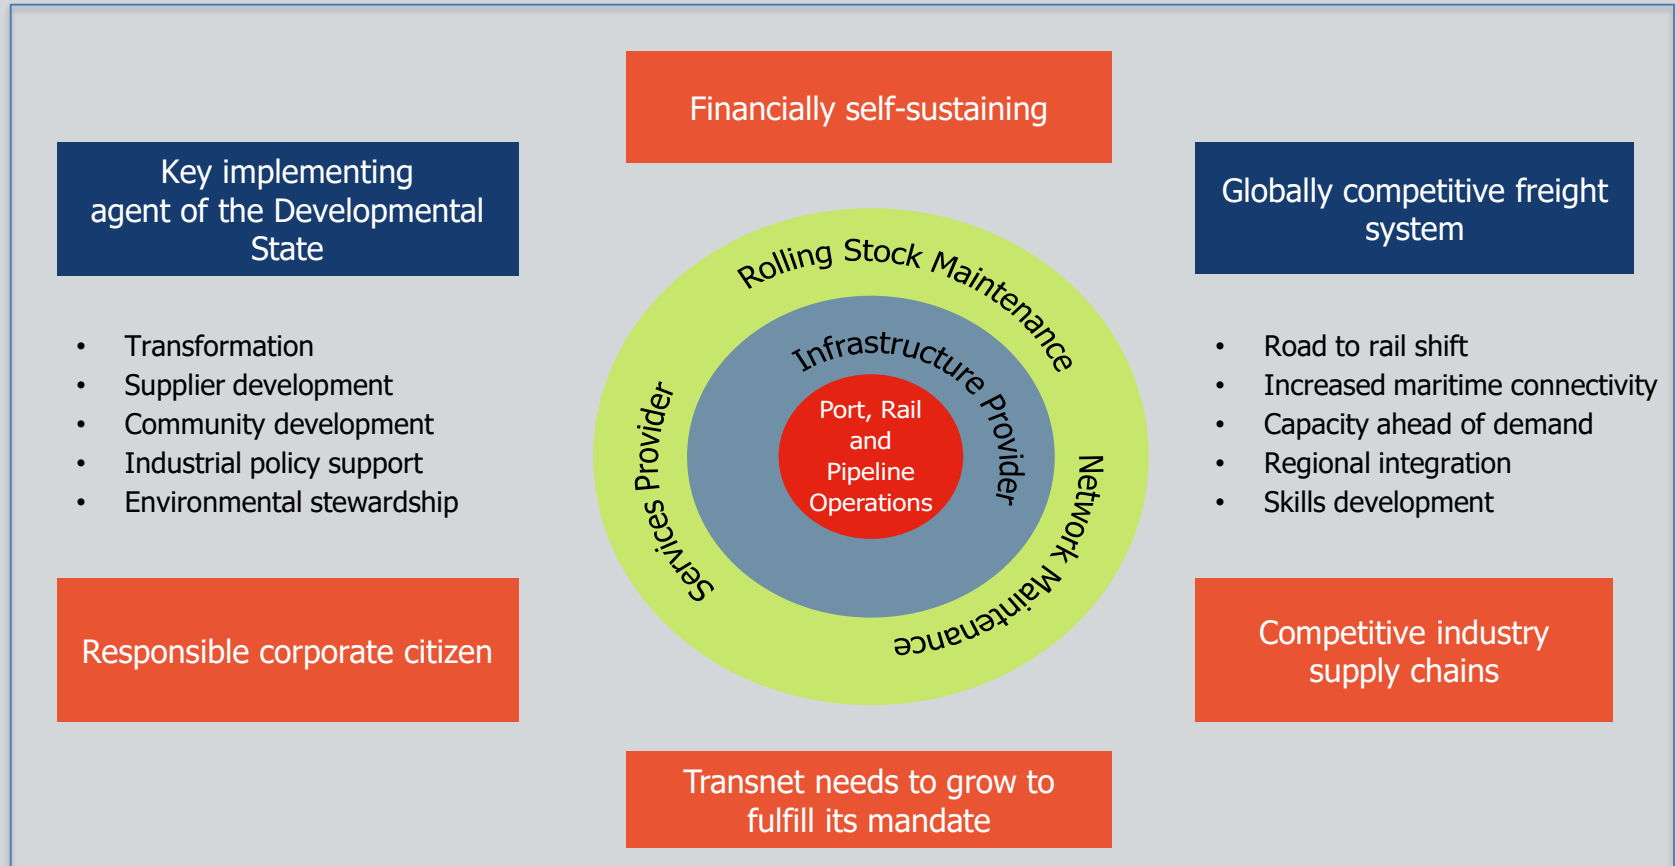 Financially self-sustaining
Key implementing
agent of the Developmental
State
Globally competitive freight
system
• Transformation
• Supplier development
• Community development
• Industrial policy support
• Environmental stewardship
Rolling Stock Maintenance
Infrastructure Provider
Port, Rail
and
Pipeline
Operations
Services Provider
Network Maintenance
• Road to rail shift
• Increased maritime connectivity
• Capacity ahead of demand
• Regional integration
• Skills development
Responsible corporate citizen
Competitive industry
supply chains
Transnet needs to grow to
fulfill its mandate